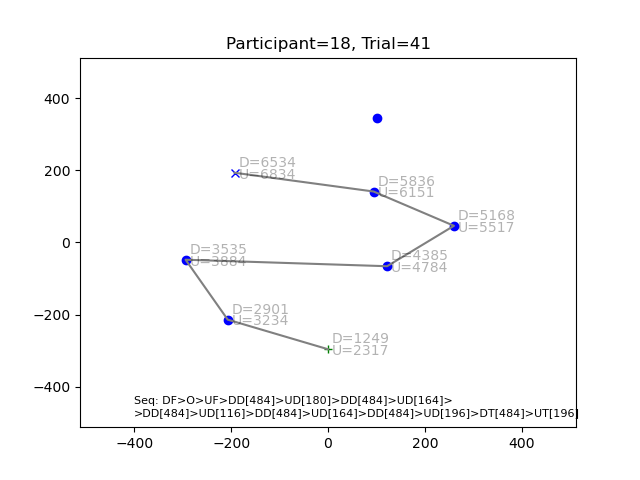 Participant=18, Trial=41
400
200
0
−200
−400
−400
−200
0
200
400
D=6534
U=6834
D=5836
U=6151
D=5168
U=5517
D=4385
U=4784
D=3535
U=3884
D=2901
U=3234
D=1249
U=2317
Seq: DF>O>UF>DD[484]>UD[180]>DD[484]>UD[164]>
>DD[484]>UD[116]>DD[484]>UD[164]>DD[484]>UD[196]>DT[484]>UT[196]